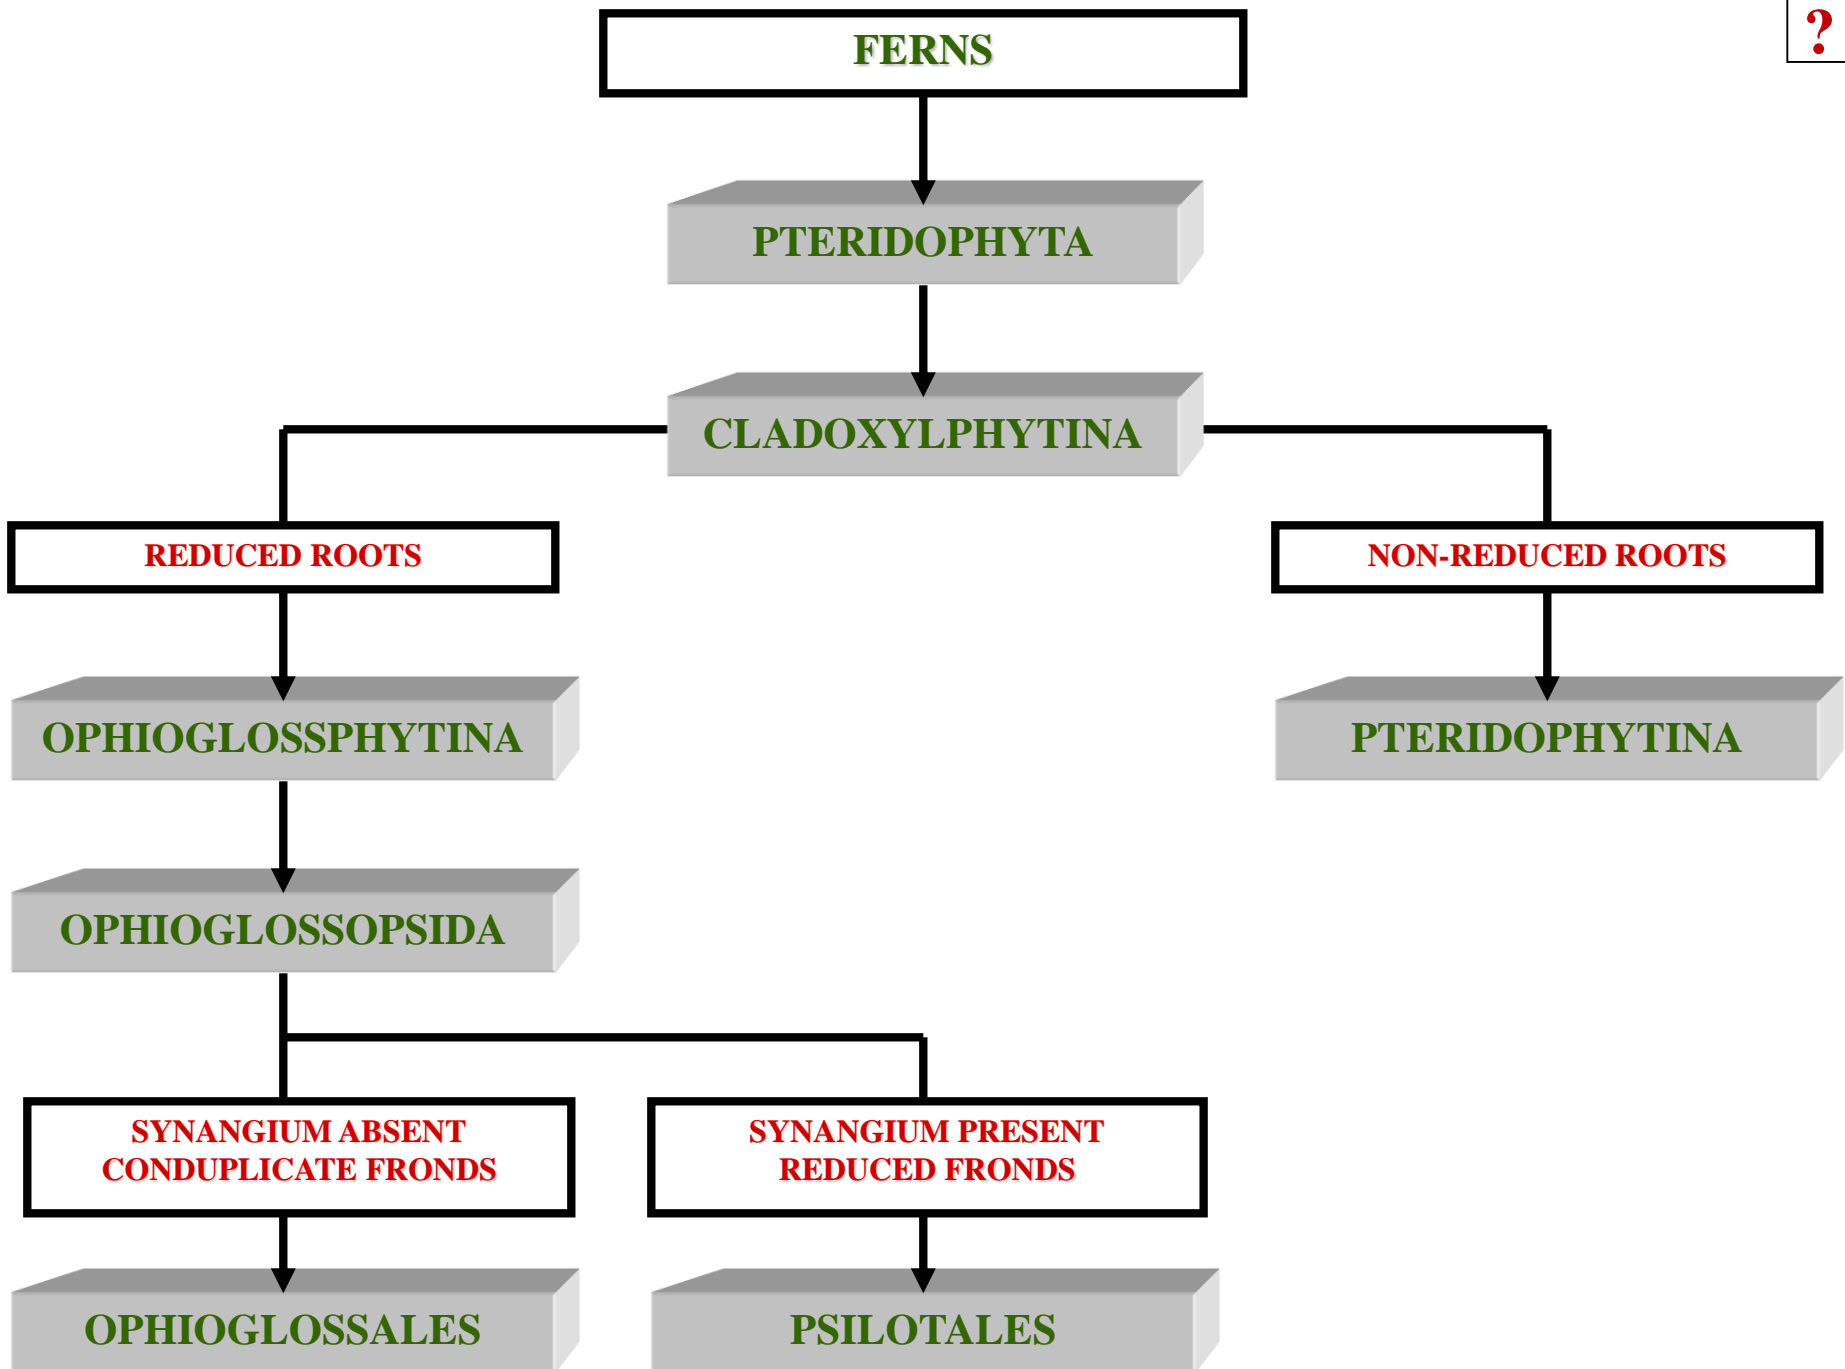 FERNS
?
PTERIDOPHYTA
CLADOXYLPHYTINA
REDUCED ROOTS
NON-REDUCED ROOTS
OPHIOGLOSSPHYTINA
PTERIDOPHYTINA
OPHIOGLOSSOPSIDA
SYNANGIUM ABSENT
CONDUPLICATE FRONDS
SYNANGIUM PRESENT
REDUCED FRONDS
OPHIOGLOSSALES
PSILOTALES